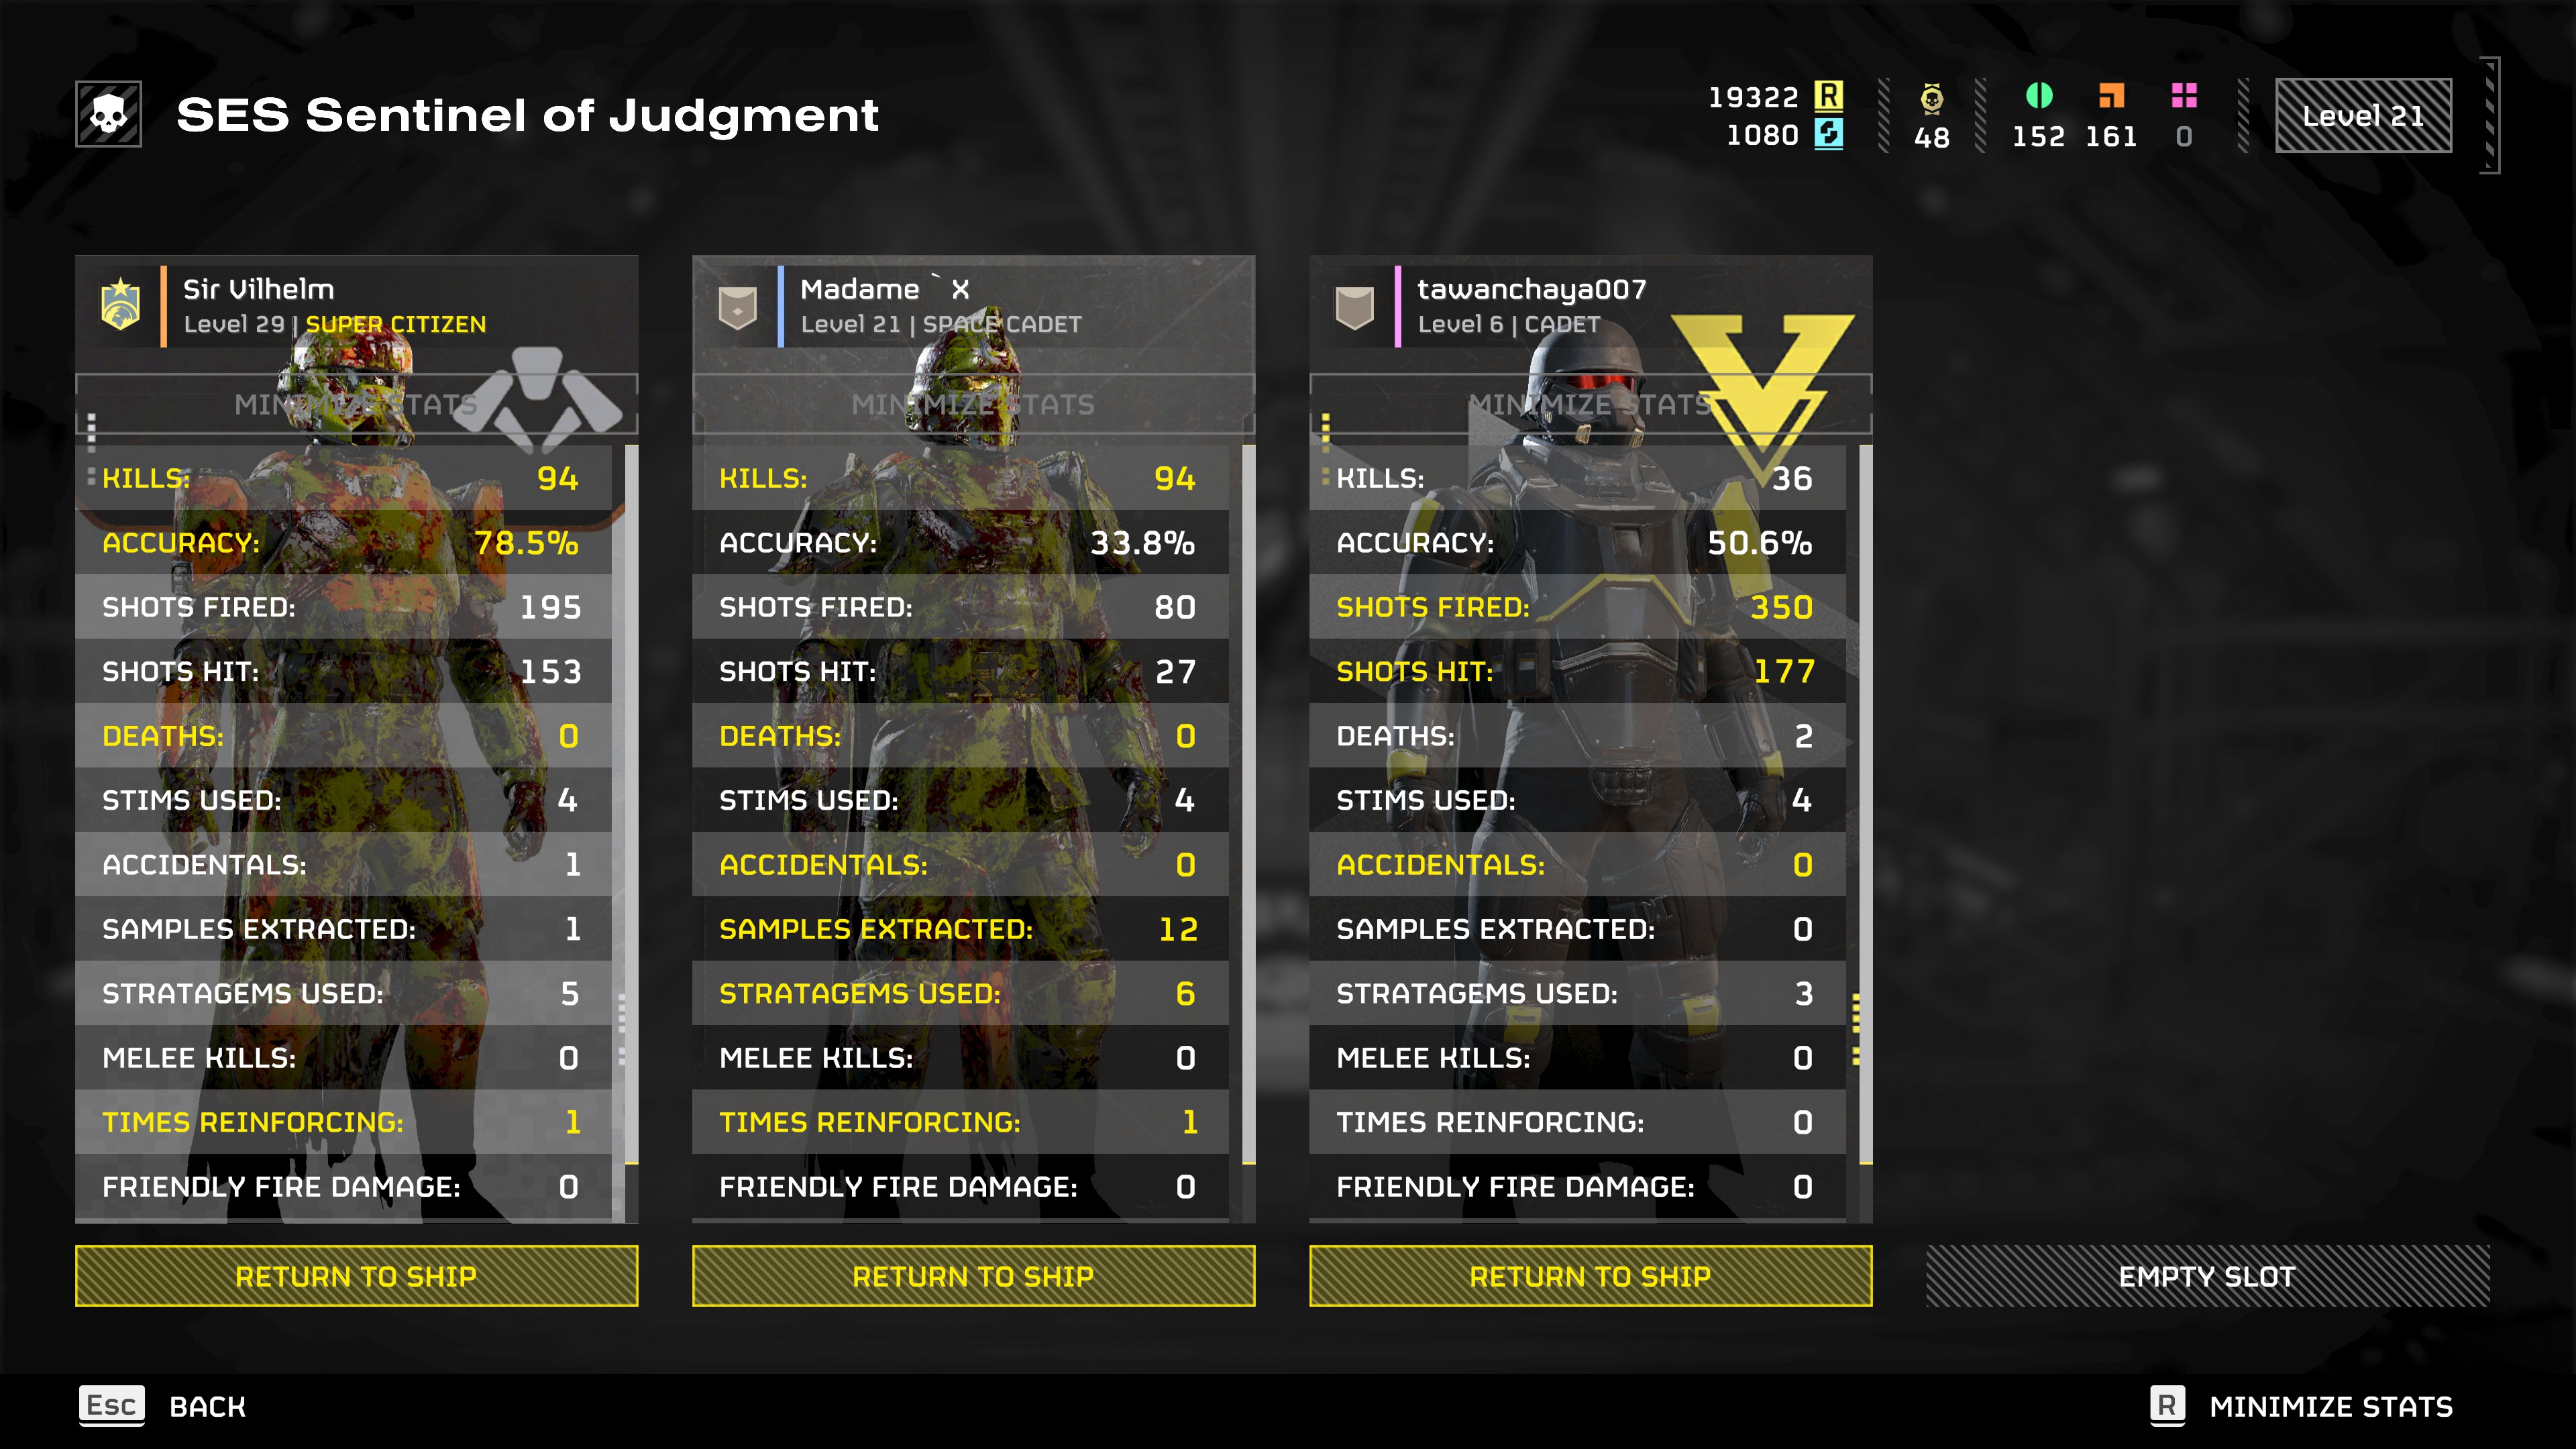 SES Sentinel of Judgment
19322
1080
48
152 161 0
Level 21
Sir Vilhelm
Level 29 | SUPER CITIZEN
MINIMIZE STATS
KILLS: 94
ACCURACY: 78.5%
SHOTS FIRED: 195
SHOTS HIT: 153
DEATHS: 0
STIMS USED: 4
ACCIDENTALS: 1
SAMPLES EXTRACTED: 1
STRATAGEMS USED: 5
MELEE KILLS: 0
TIMES REINFORCING: 1
FRIENDLY FIRE DAMAGE: 0
RETURN TO SHIP
Madame ` X
Level 21 | SPACE CADET
MINIMIZE STATS
KILLS: 94
ACCURACY: 33.8%
SHOTS FIRED: 80
SHOTS HIT: 27
DEATHS: 0
STIMS USED: 4
ACCIDENTALS: 0
SAMPLES EXTRACTED: 12
STRATAGEMS USED: 6
MELEE KILLS: 0
TIMES REINFORCING: 1
FRIENDLY FIRE DAMAGE: 0
RETURN TO SHIP
tawanchaya007
Level 6 | CADET
MINIMIZE STATS
KILLS: 36
ACCURACY: 50.6%
SHOTS FIRED: 350
SHOTS HIT: 177
DEATHS: 2
STIMS USED: 4
ACCIDENTALS: 0
SAMPLES EXTRACTED: 0
STRATAGEMS USED: 3
MELEE KILLS: 0
TIMES REINFORCING: 0
FRIENDLY FIRE DAMAGE: 0
RETURN TO SHIP
EMPTY SLOT
Esc BACK
R MINIMIZE STATS